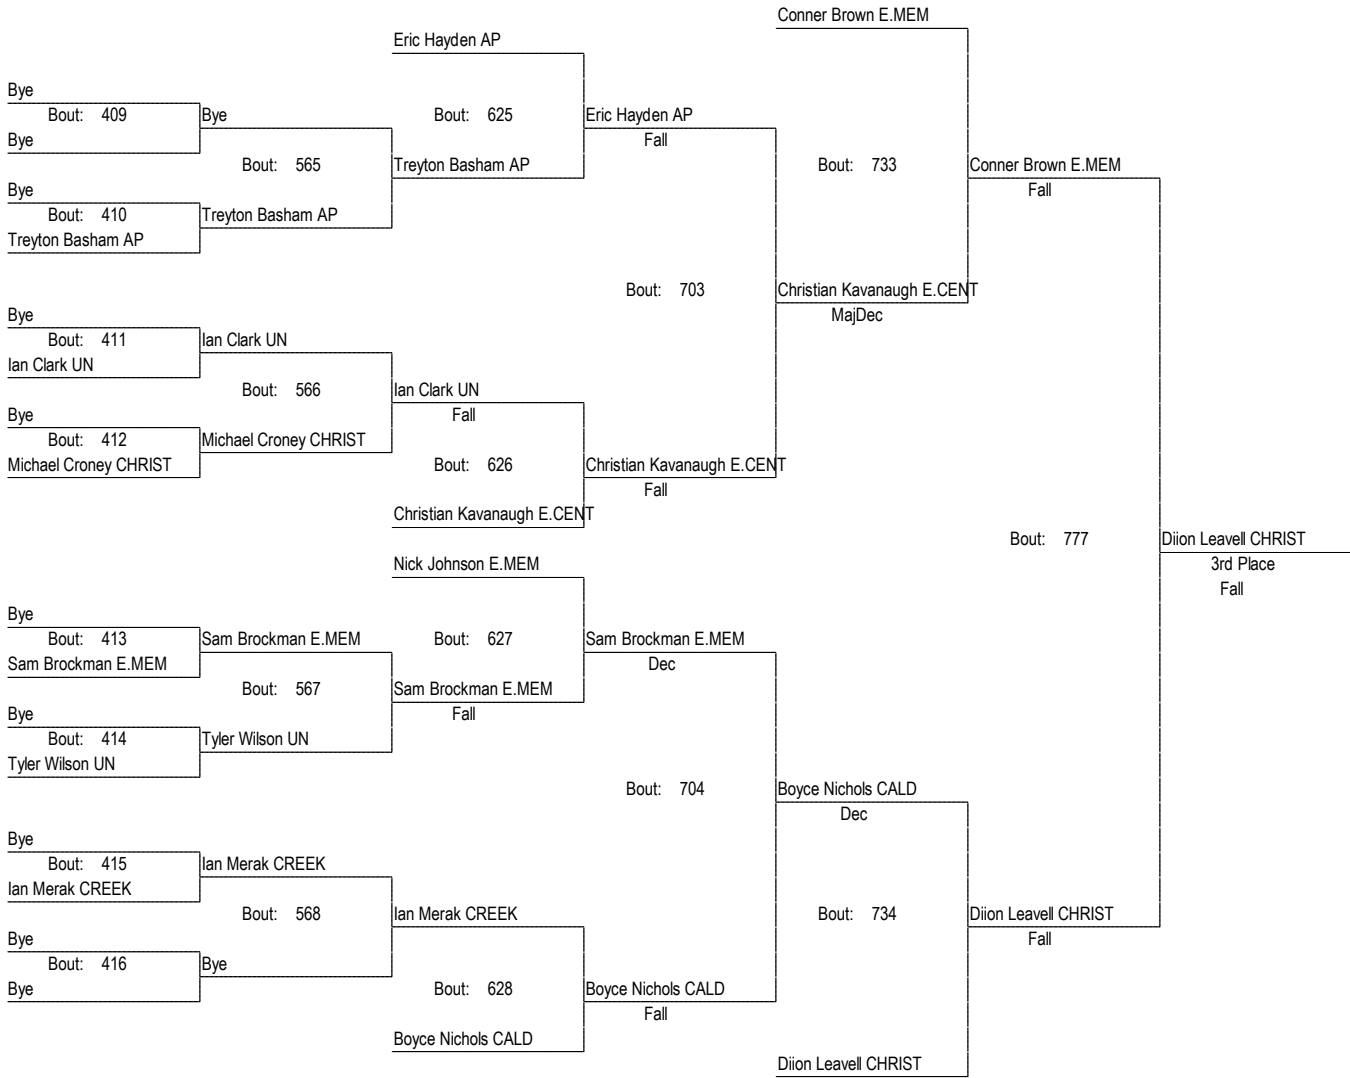 Conner Brown E.MEM
Eric Hayden AP
Bye
Bout: 409
Bye
Bout: 625
Eric Hayden AP
Bye
Fall
Bout: 565
Treyton Basham AP
Bout: 733
Conner Brown E.MEM
Bye
Fall
Bout: 410
Treyton Basham AP
Treyton Basham AP
Bout: 703
Christian Kavanaugh E.CENT
Bye
MajDec
Bout: 411
Ian Clark UN
Ian Clark UN
Bout: 566
Ian Clark UN
Bye
Fall
Bout: 412
Michael Croney CHRIST
Michael Croney CHRIST
Bout: 626
Christian Kavanaugh E.CENT
Fall
Christian Kavanaugh E.CENT
Bout: 777
Diion Leavell CHRIST
Nick Johnson E.MEM
3rd Place
Fall
Bye
Bout: 413
Sam Brockman E.MEM
Bout: 627
Sam Brockman E.MEM
Sam Brockman E.MEM
Dec
Bout: 567
Sam Brockman E.MEM
Bye
Fall
Bout: 414
Tyler Wilson UN
Tyler Wilson UN
Bout: 704
Boyce Nichols CALD
Dec
Bye
Bout: 415
Ian Merak CREEK
Ian Merak CREEK
Bout: 568
Ian Merak CREEK
Bout: 734
Diion Leavell CHRIST
Bye
Fall
Bout: 416
Bye
Bye
Bout: 628
Boyce Nichols CALD
Fall
Boyce Nichols CALD
Diion Leavell CHRIST